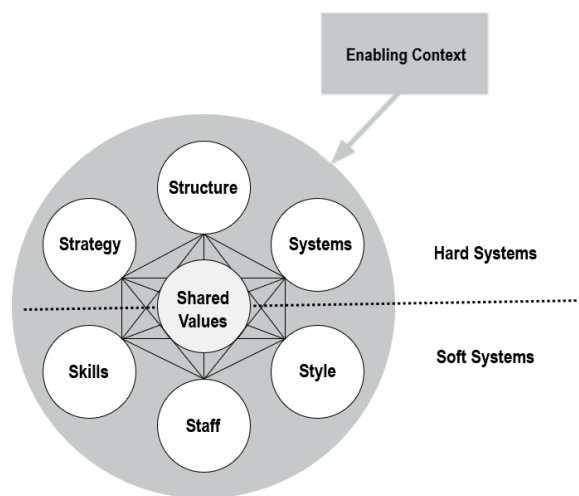 Enabling Context
Structure
Strategy
Systems
Hard Systems
Shared
Values
Soft Systems
Skills
Style
Staff